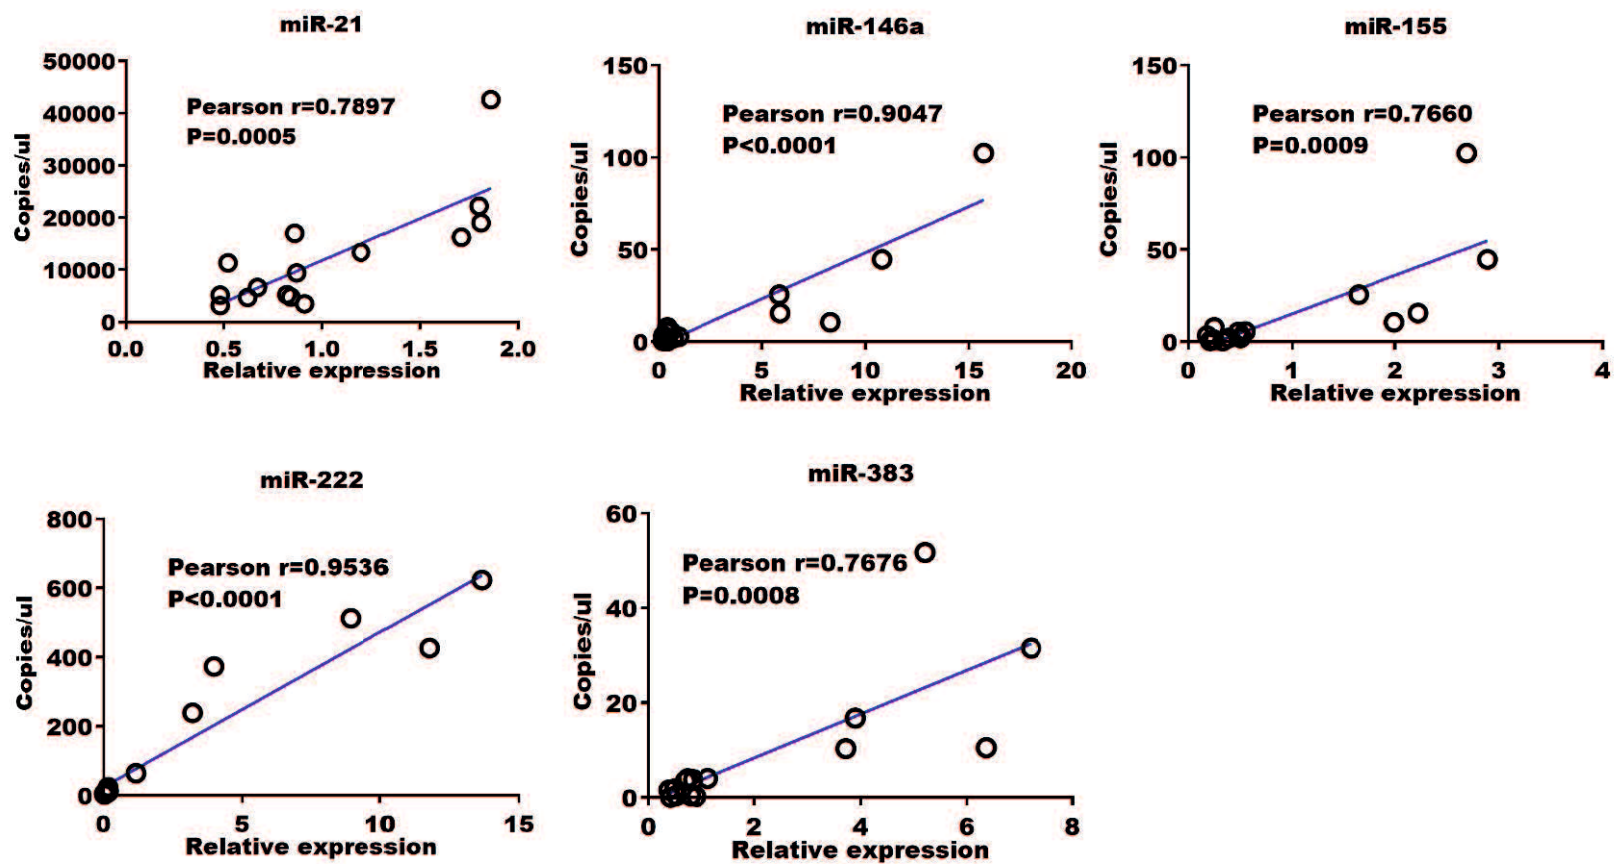 miR-21
50000
40000
30000
20000
10000
0
Copies/ul
Pearson r=0.7897
P=0.0005
0.0 0.5 1.0 1.5 2.0
Relative expression
miR-146a
150
100
50
0
Copies/ul
Pearson r=0.9047
P<0.0001
0 5 10 15 20
Relative expression
miR-155
150
100
50
0
Copies/ul
Pearson r=0.7660
P=0.0009
0 1 2 3 4
Relative expression
miR-222
800
600
400
200
0
Copies/ul
Pearson r=0.9536
P<0.0001
0 5 10 15
Relative expression
miR-383
60
40
20
0
Copies/ul
Pearson r=0.7676
P=0.0008
0 2 4 6 8
Relative expression